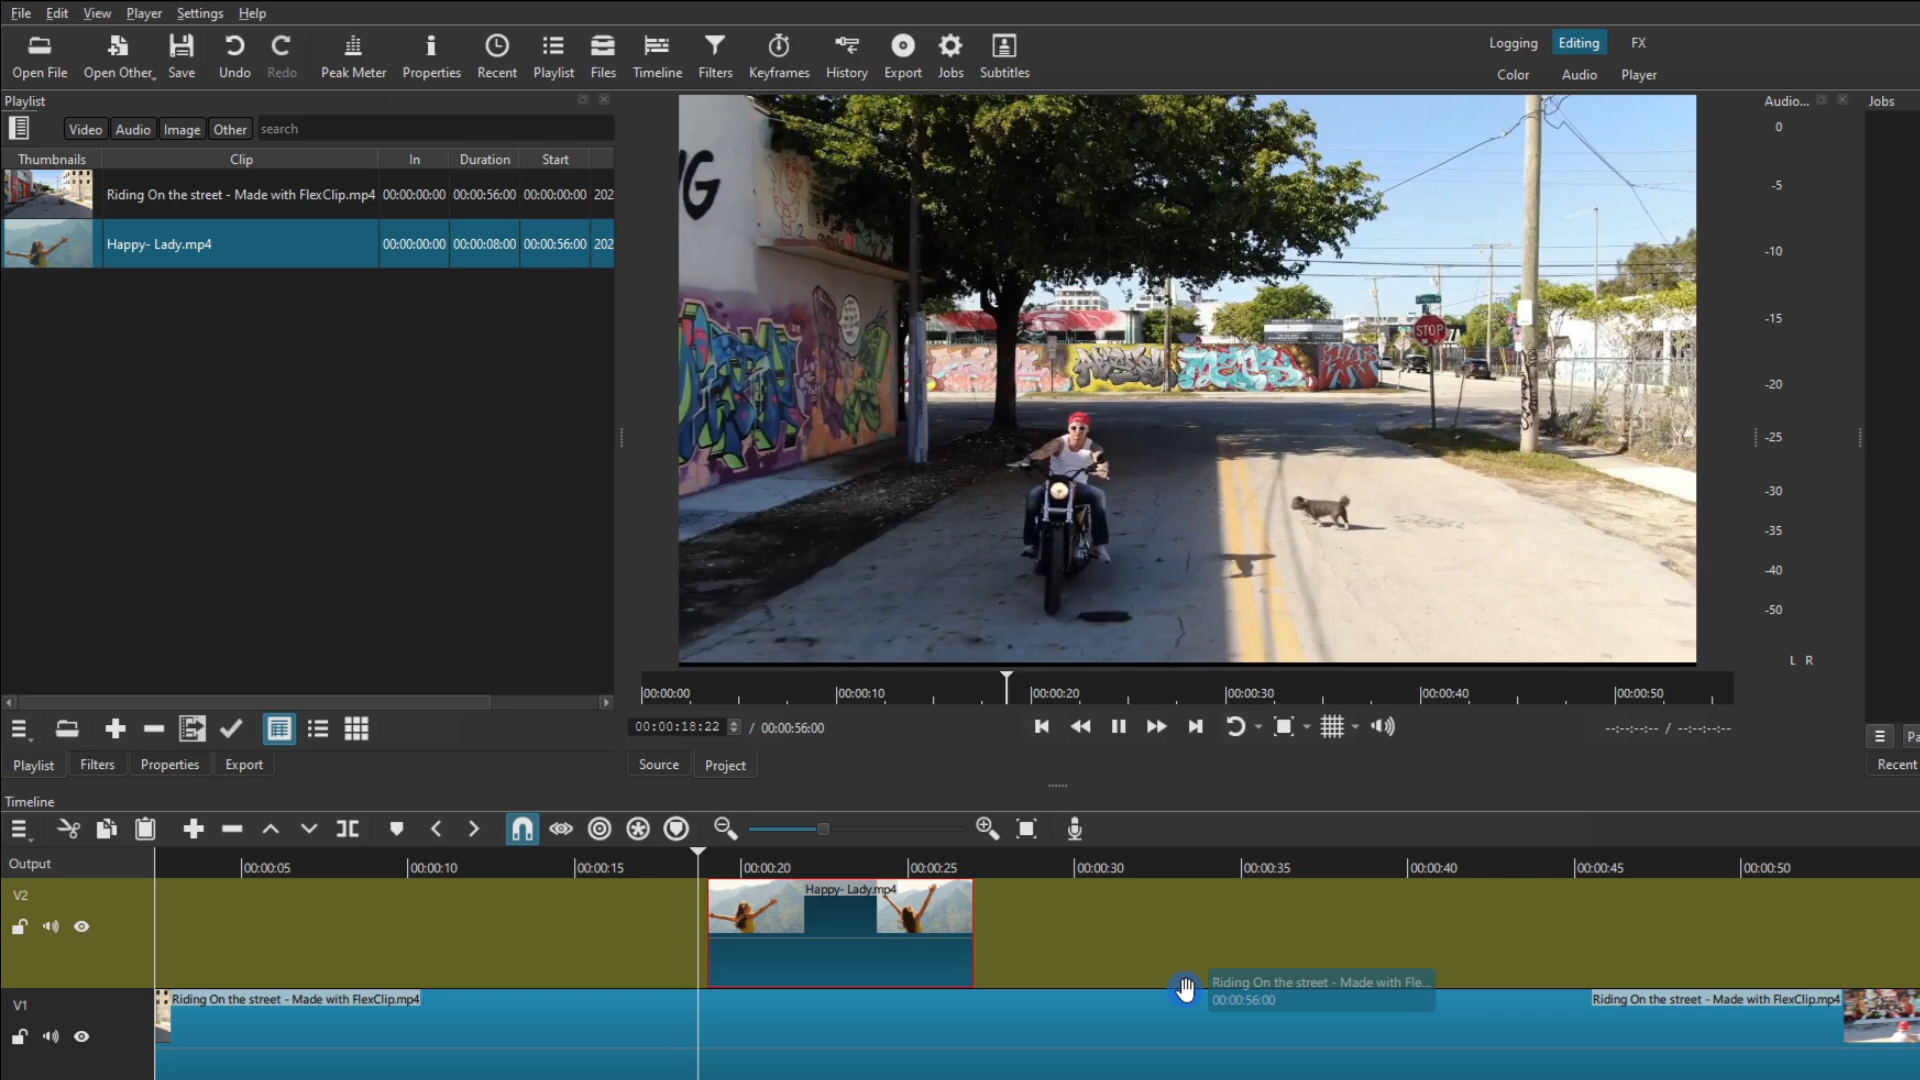 File Edit View Player Settings Help
Open File Open Other Save Undo Redo Peak Meter Properties Recent Playlist Files Timeline Filters Keyframes History Export Jobs Subtitles
Logging Editing FX
Color Audio Player
Playlist
Audio... Jobs
Video Audio Image Other search
Thumbnails Clip In Duration Start
Riding On the street - Made with FlexClip.mp4 00:00:00:00 00:00:56:00 00:00:00:00 202
Happy- Lady.mp4 00:00:00:00 00:00:08:00 00:00:56:00 202
G
STOP
0
-5
-10
-15
-20
-25
-30
-35
-40
-50
L R
00:00:00 00:00:10 00:00:20 00:00:30 00:00:40 00:00:50
00:00:18:22 / 00:00:56:00
--:--:--:-- / --:--:--:--
Pa
Playlist Filters Properties Export
Source Project
Recent
Timeline
Output
00:00:05 00:00:10 00:00:15 00:00:20 00:00:25 00:00:30 00:00:35 00:00:40 00:00:45 00:00:50
V2
Happy- Lady.mp4
Riding On the street - Made with Fle...
00:00:56:00
V1
Riding On the street - Made with FlexClip.mp4
Riding On the street - Made with FlexClip.mp4